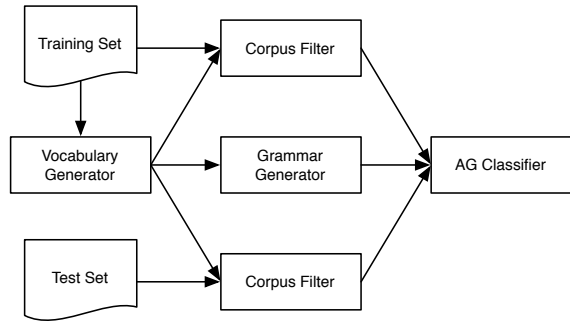 Training Set
Corpus Filter
Vocabulary
Generator
Grammar
Generator
AG Classifier
Test Set
Corpus Filter